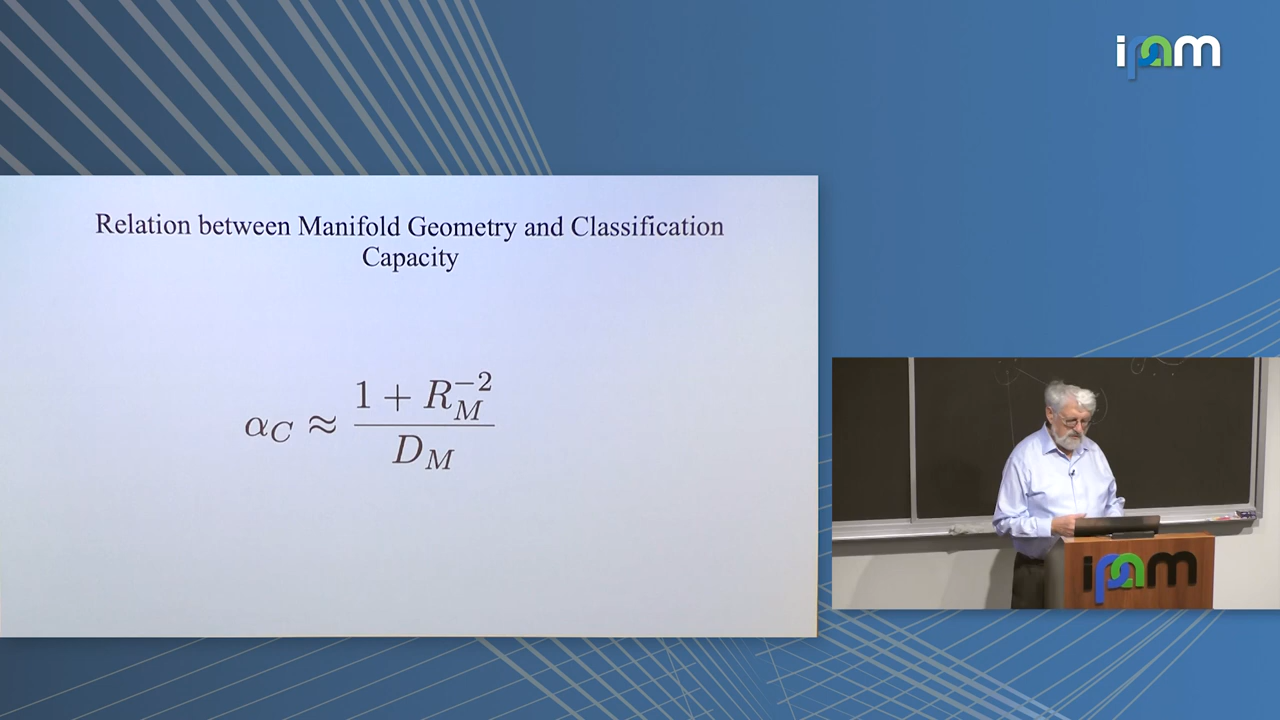 ipam
Relation between Manifold Geometry and Classification
Capacity
α_C ≈ (1 + R_M^{-2}) / D_M
ipam